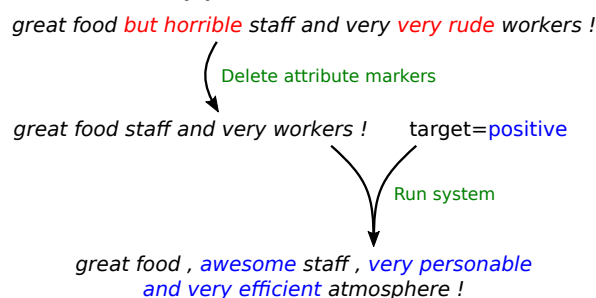 great food but horrible staff and very very rude workers !
Delete attribute markers
great food staff and very workers !
target=positive
Run system
great food , awesome staff , very personable
and very efficient atmosphere !